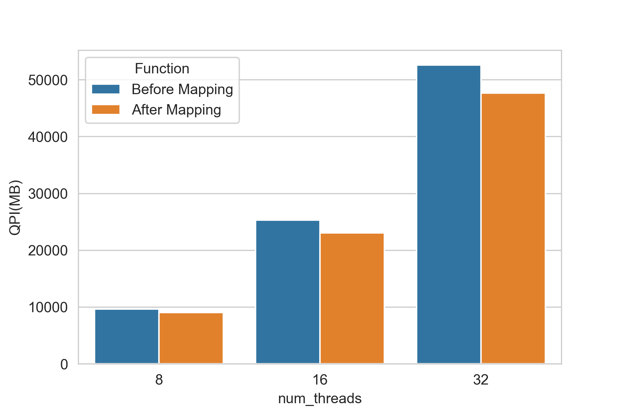 Function
Before Mapping
After Mapping
50000
40000
30000
20000
10000
0
QPI(MB)
8 16 32
num_threads